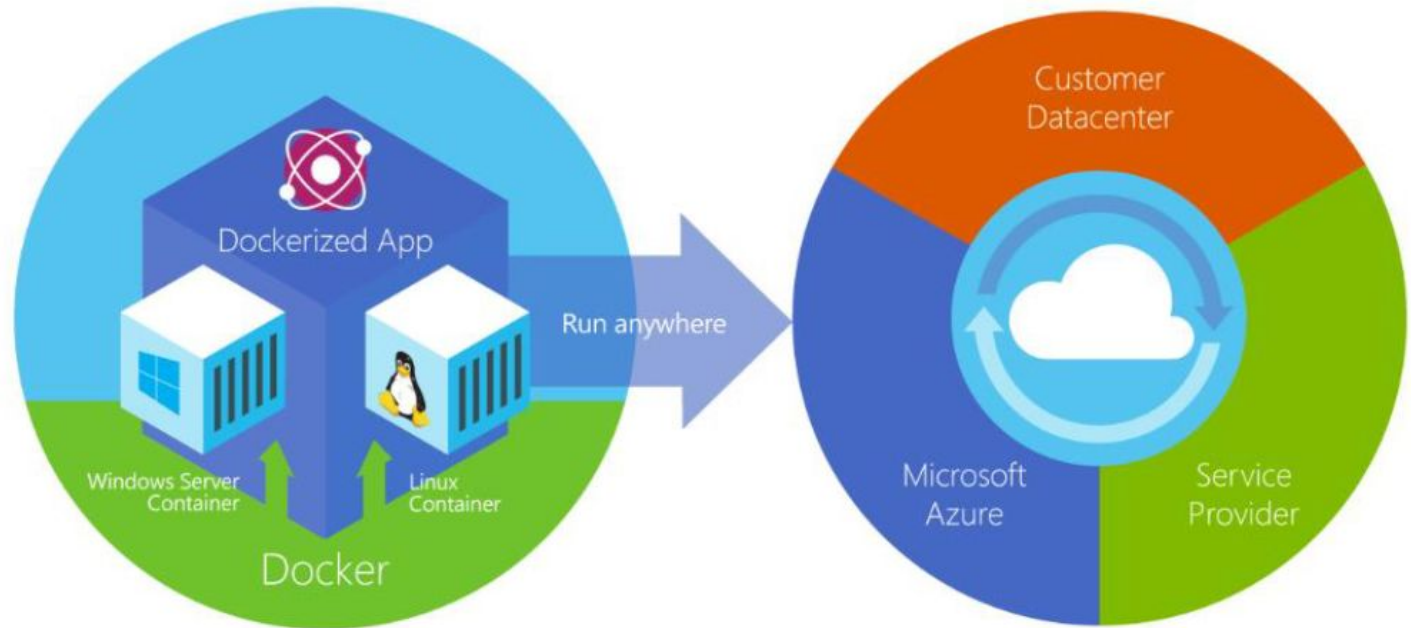 Dockerized App
Windows Server
Container
Linux
Container
Docker
Run anywhere
Customer
Datacenter
Microsoft
Azure
Service
Provider